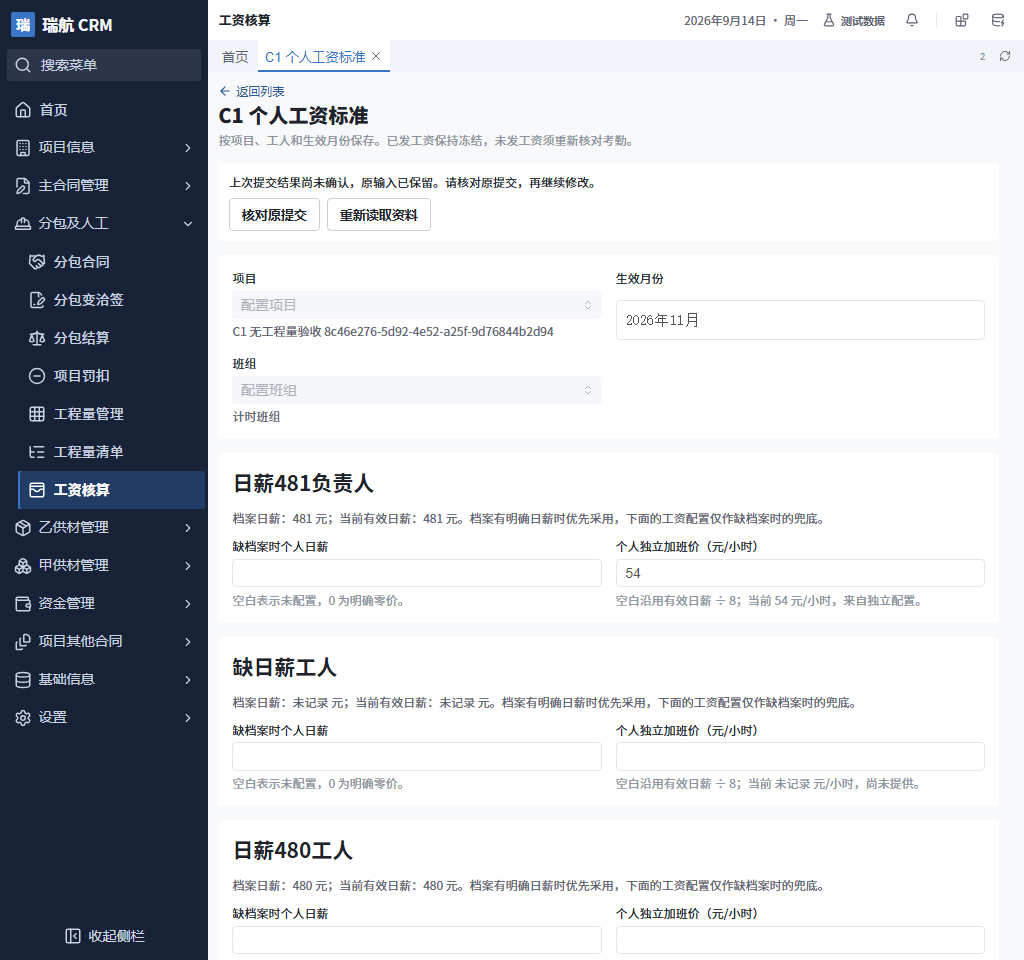 瑞 瑞航 CRM
搜索菜单
首页
项目信息
主合同管理
分包及人工
分包合同
分包变洽签
分包结算
项目罚扣
工程量管理
工程量清单
工资核算
乙供材管理
甲供材管理
资金管理
项目其他合同
基础信息
设置
收起侧栏
工资核算
2026年9月14日 · 周一 测试数据
首页 C1 个人工资标准 2
返回列表
C1 个人工资标准
按项目、工人和生效月份保存。已发工资保持冻结，未发工资须重新核对考勤。
上次提交结果尚未确认，原输入已保留。请核对原提交，再继续修改。
核对原提交 重新读取资料
项目 生效月份
配置项目
2026年11月
C1 无工程量验收 8c46e276-5d92-4e52-a25f-9d76844b2d94
班组
配置班组
计时班组
日薪481负责人
档案日薪：481 元；当前有效日薪：481 元。档案有明确日薪时优先采用，下面的工资配置仅作缺档案时的兜底。
缺档案时个人日薪 个人独立加班价（元/小时）
54
空白表示未配置，0 为明确零价。 空白沿用有效日薪 ÷ 8；当前 54 元/小时，来自独立配置。
缺日薪工人
档案日薪：未记录 元；当前有效日薪：未记录 元。档案有明确日薪时优先采用，下面的工资配置仅作缺档案时的兜底。
缺档案时个人日薪 个人独立加班价（元/小时）
空白表示未配置，0 为明确零价。 空白沿用有效日薪 ÷ 8；当前 未记录 元/小时，尚未提供。
日薪480工人
档案日薪：480 元；当前有效日薪：480 元。档案有明确日薪时优先采用，下面的工资配置仅作缺档案时的兜底。
缺档案时个人日薪 个人独立加班价（元/小时）